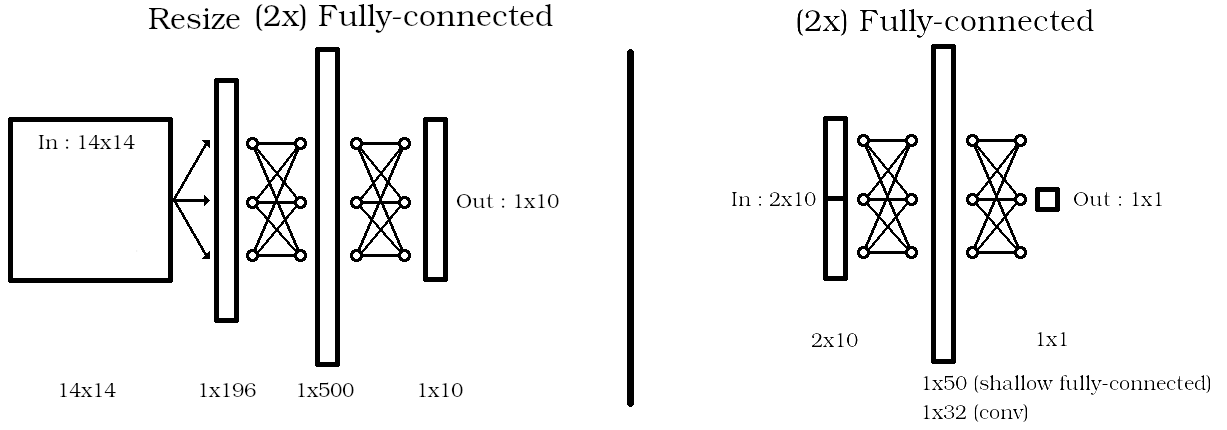 Resize (2x) Fully-connected
In : 14x14
Out : 1x10
14x14
1x196
1x500
1x10
(2x) Fully-connected
In : 2x10
Out : 1x1
2x10
1x1
1x50 (shallow fully-connected)
1x32 (conv)